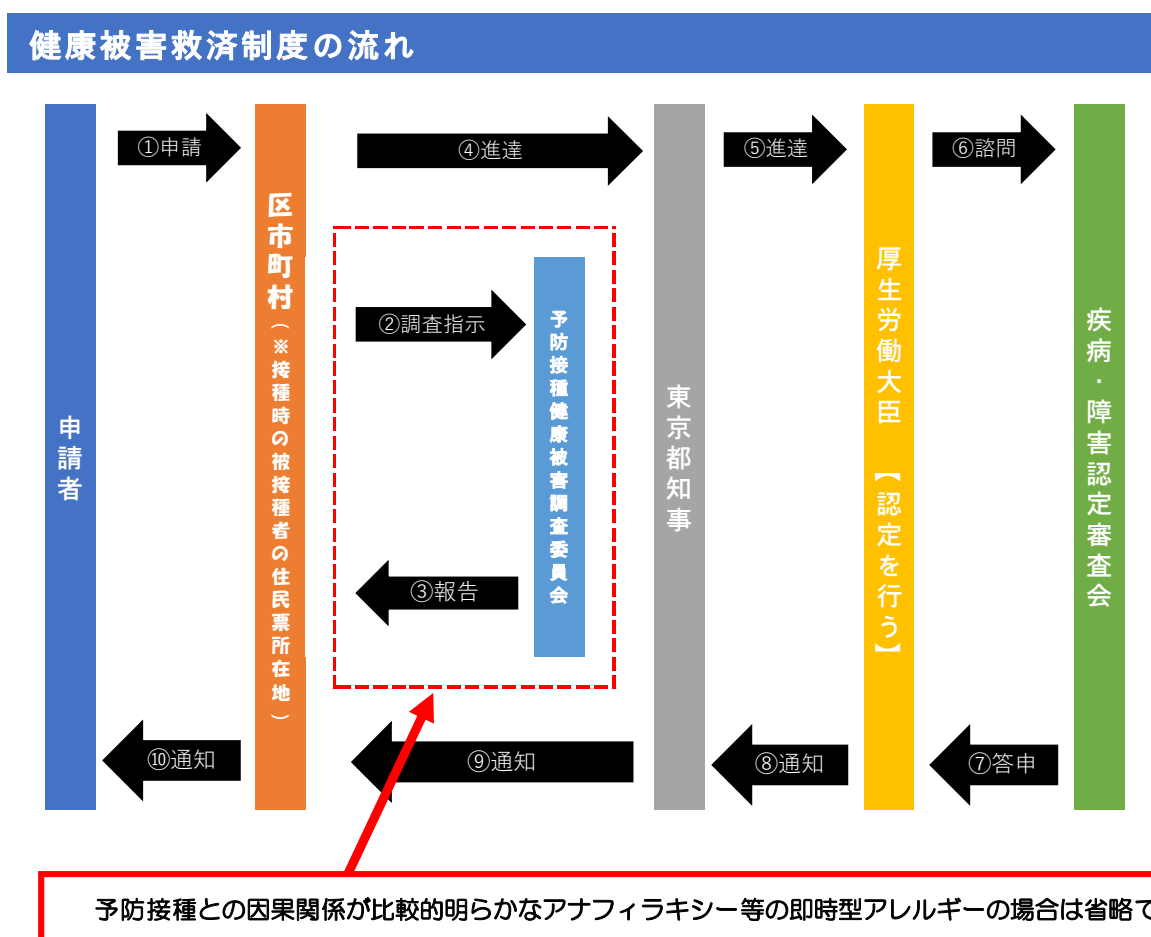 健康被害救済制度の流れ
①申請
④進達
⑤進達
⑥諮問
申請者
区市町村（※接種時の被接種者の住民票所在地）
②調査指示
予防接種健康被害調査委員会
③報告
東京都知事
厚生労働大臣　【認定を行う】
疾病・障害認定審査会
⑩通知
⑨通知
⑧通知
⑦答申
予防接種との因果関係が比較的明らかなアナフィラキシー等の即時型アレルギーの場合は省略で